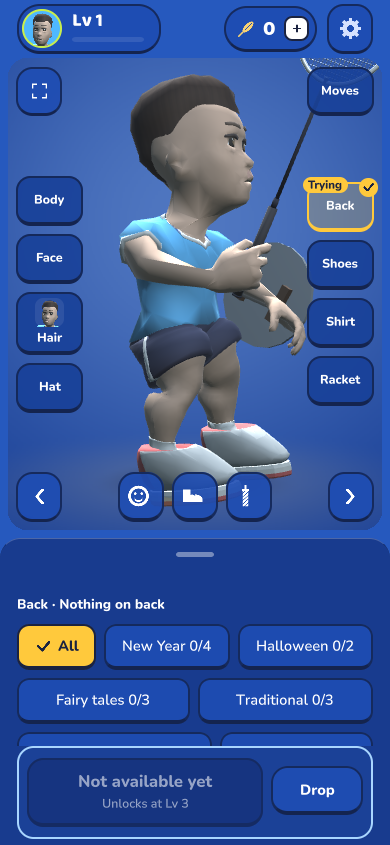 Lv 1
0
+
Moves
Trying
Back
Body
Face
Shoes
Hair
Shirt
Hat
Racket
Back · Nothing on back
All
New Year 0/4
Halloween 0/2
Fairy tales 0/3
Traditional 0/3
Not available yet
Unlocks at Lv 3
Drop